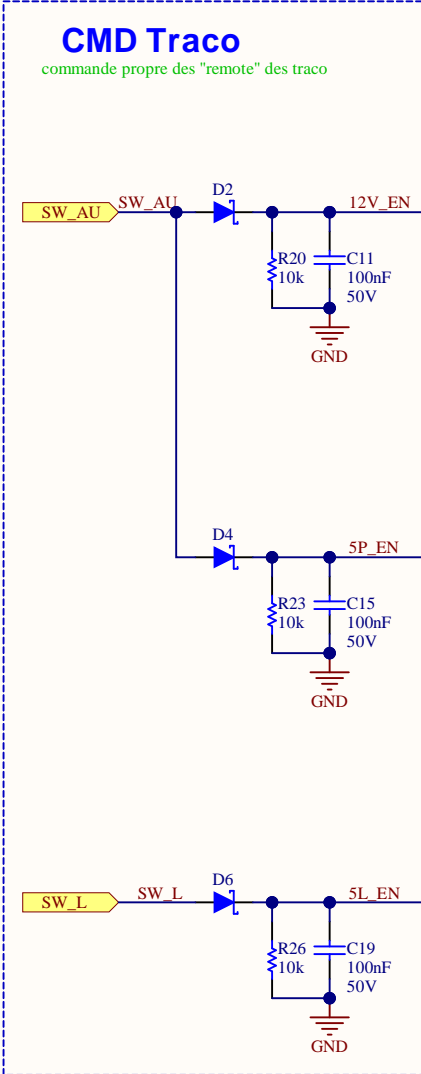 CMD Traco
commande propre des "remote" des traco
D2
SW_AU
SW_AU
12V_EN
R20
10k
C11
100nF
50V
GND
D4
5P_EN
R23
10k
C15
100nF
50V
GND
D6
SW_L
SW_L
5L_EN
R26
10k
C19
100nF
50V
GND